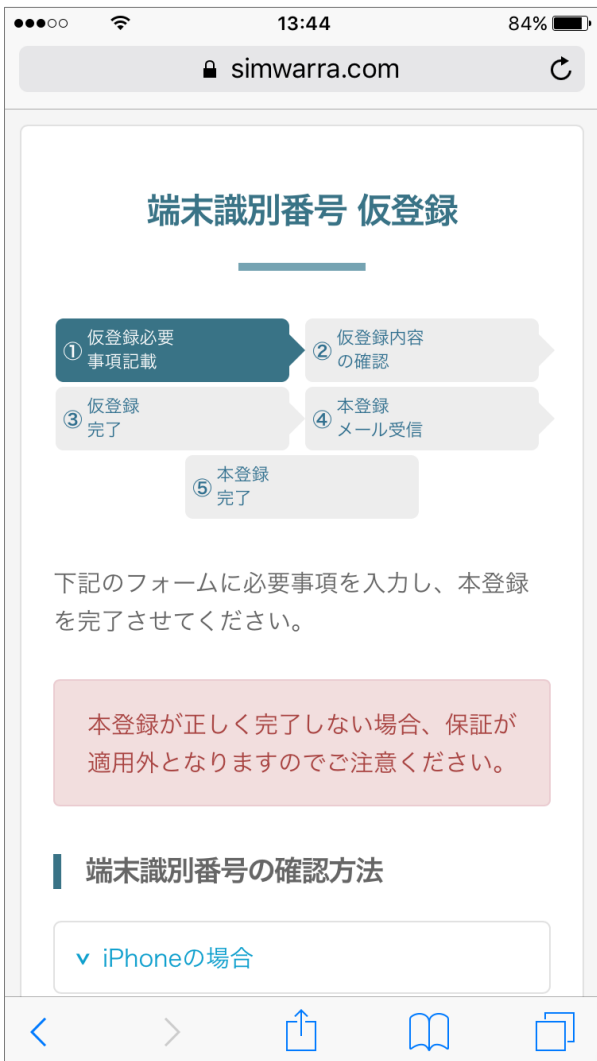 13:44
84%
simwarra.com
端末識別番号 仮登録
① 仮登録必要
事項記載
② 仮登録内容
の確認
③ 仮登録
完了
④ 本登録
メール受信
⑤ 本登録
完了
下記のフォームに必要事項を入力し、本登録
を完了させてください。
本登録が正しく完了しない場合、保証が
適用外となりますのでご注意ください。
端末識別番号の確認方法
iPhoneの場合